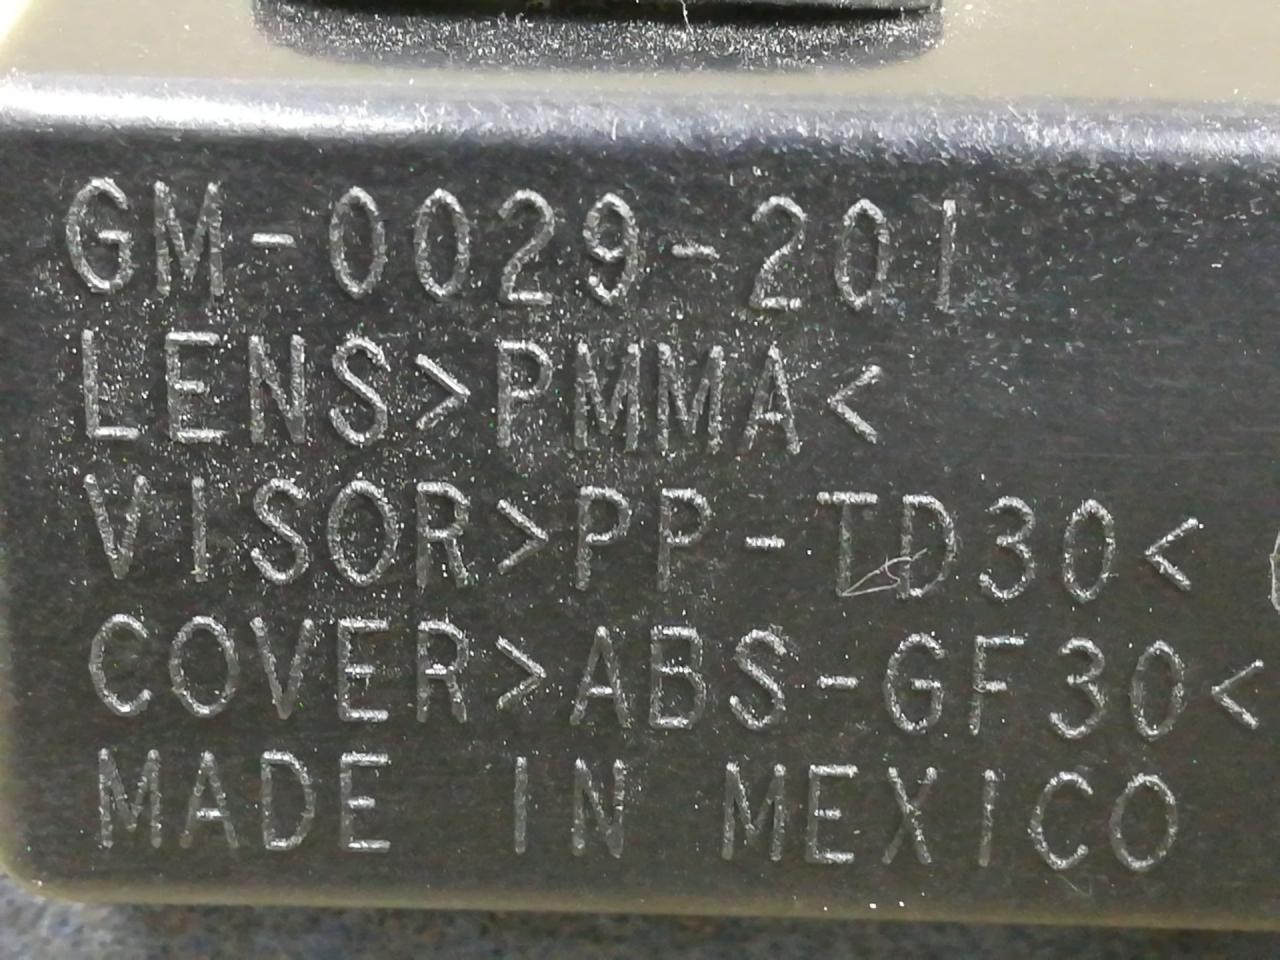 GM-0029-201
LENS>PMMA<
VISOR>PP-TD30<
COVER>ABS-GF30<
MADE IN MEXICO